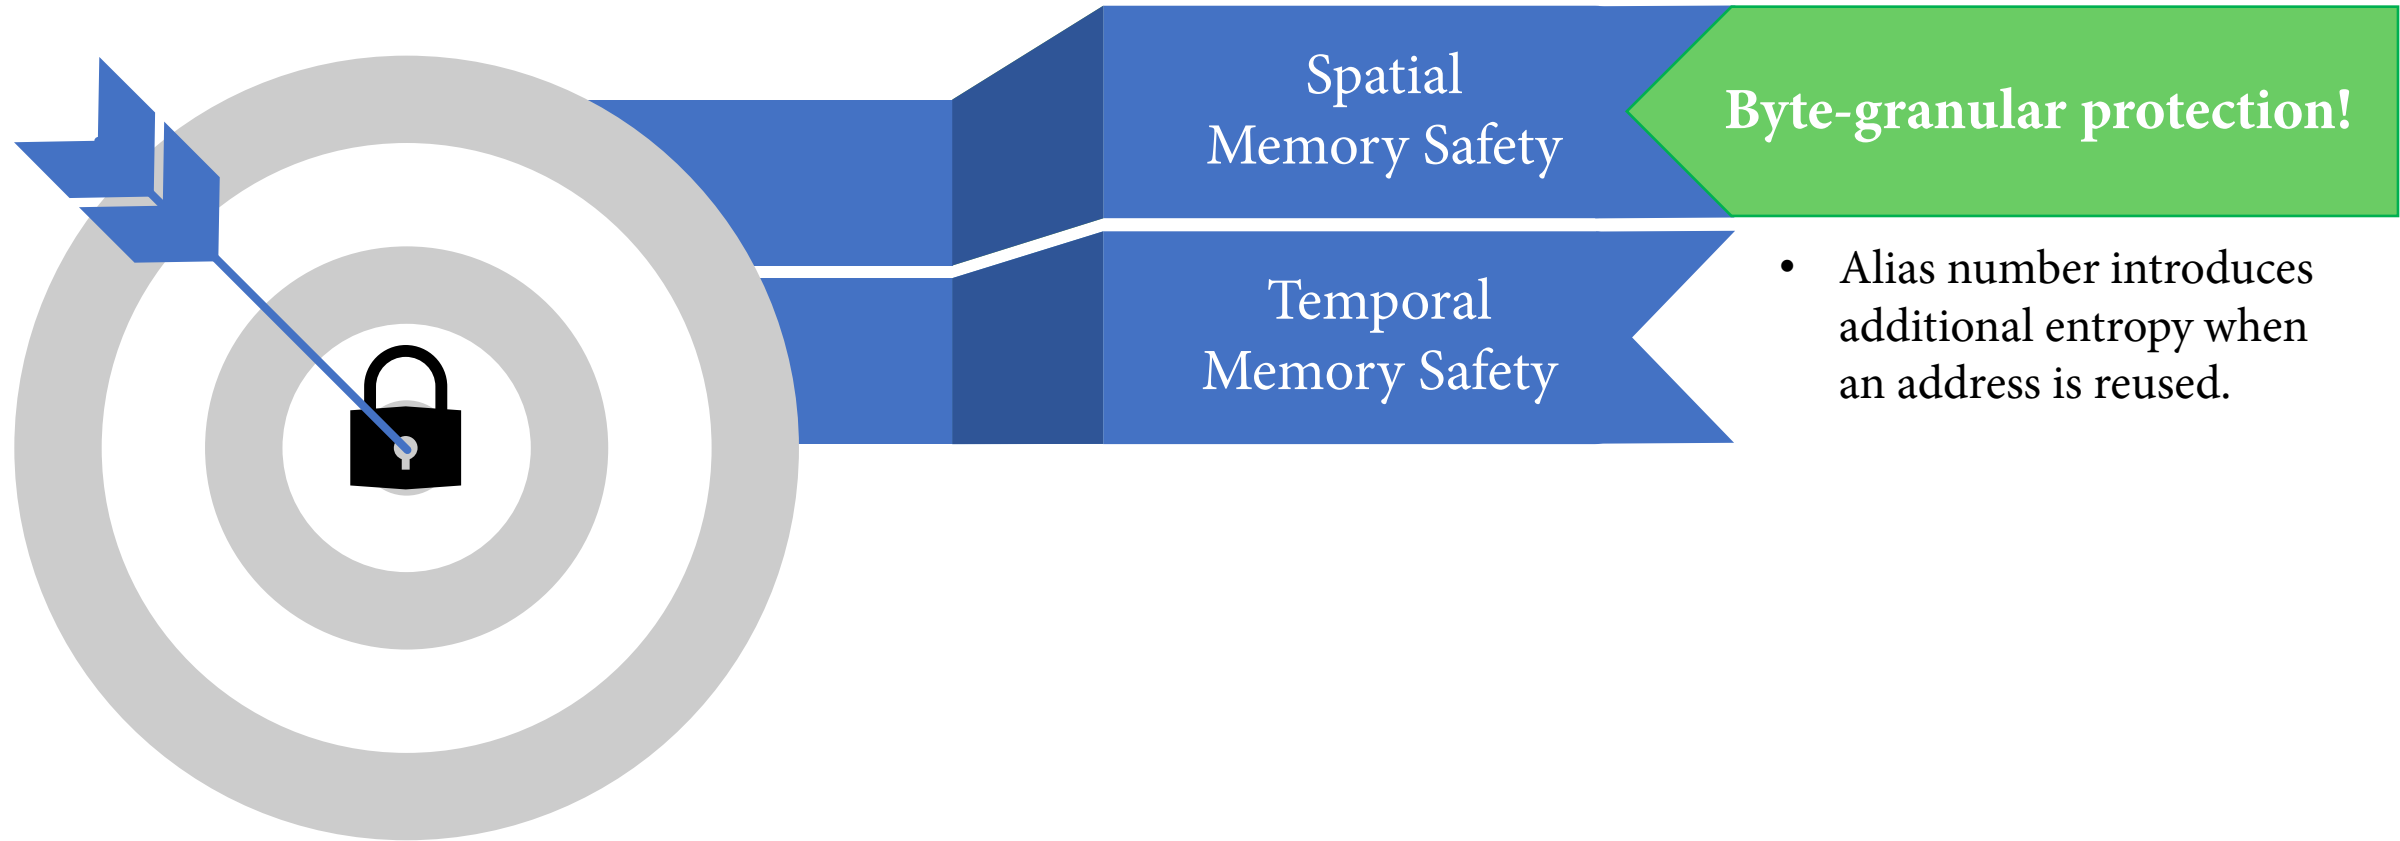 Spatial
Memory Safety
Byte-granular protection!
Temporal
Memory Safety
• Alias number introduces
additional entropy when
an address is reused.